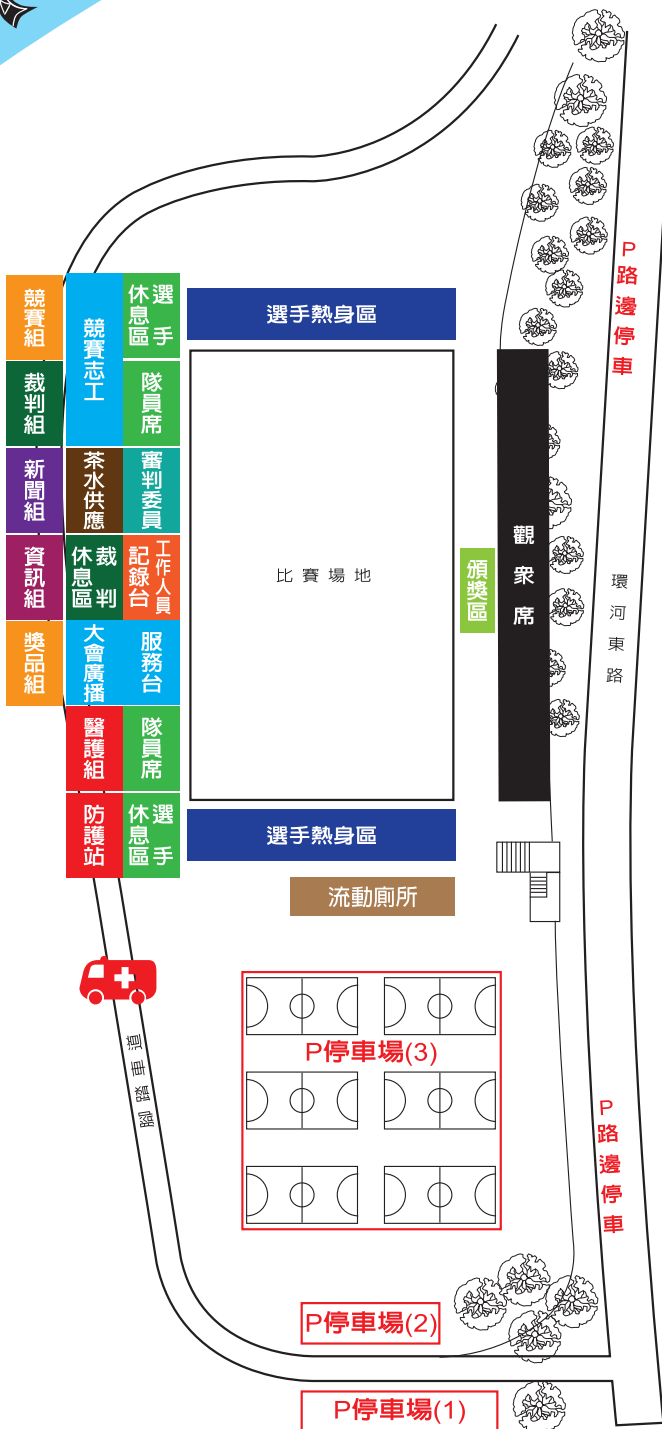 P路邊停車
競賽組
競賽志工
選手休息區
選手熱身區
裁判組
隊員席
新聞組
茶水供應
審判委員
資訊組
裁判休息區
工作人員
記錄台
比賽場地
頒獎區
觀衆席
環河東路
獎品組
大會廣播
服務台
醫護組
隊員席
防護站
選手休息區
選手熱身區
流動廁所
腳踏車道
P停車場(3)
P路邊停車
P停車場(2)
P停車場(1)